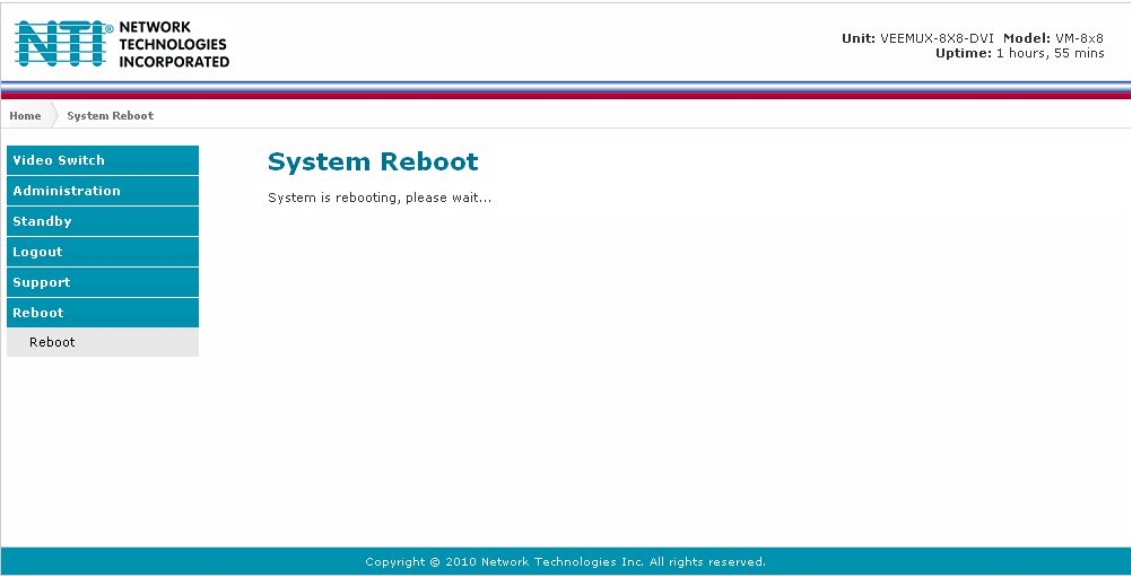 NTI® NETWORK
TECHNOLOGIES
INCORPORATED
Unit: VEEMUX-8X8-DVI Model: VM-8x8
Uptime: 1 hours, 55 mins
Home System Reboot
Video Switch
Administration
Standby
Logout
Support
Reboot
Reboot
System Reboot
System is rebooting, please wait...
Copyright © 2010 Network Technologies Inc. All rights reserved.